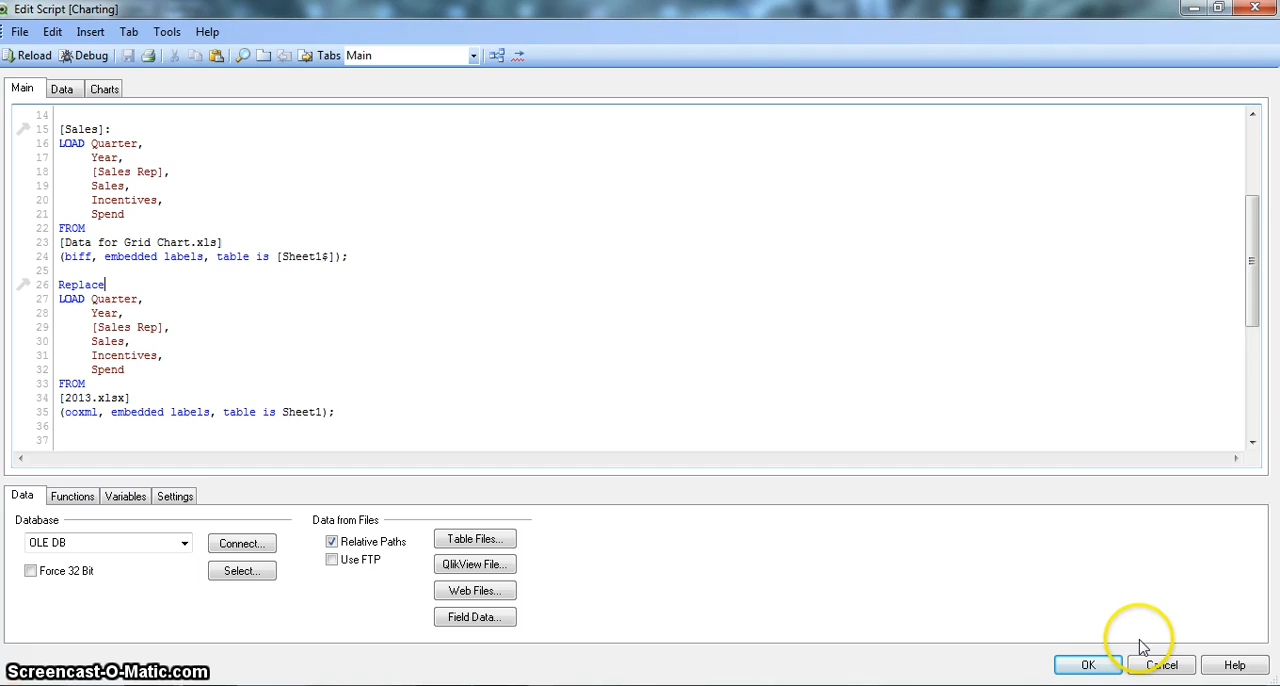 Edit Script [Charting]
File Edit Insert Tab Tools Help
Reload Debug Tabs Main
Main Data Charts
14
15 [Sales]:
16 LOAD Quarter,
17 Year,
18 [Sales Rep],
19 Sales,
20 Incentives,
21 Spend
22 FROM
23 [Data for Grid Chart.xls]
24 (biff, embedded labels, table is [Sheet1$]);
25
26 Replace
27 LOAD Quarter,
28 Year,
29 [Sales Rep],
30 Sales,
31 Incentives,
32 Spend
33 FROM
34 [2013.xlsx]
35 (ooxml, embedded labels, table is Sheet1);
36
37
Data Functions Variables Settings
Database Data from Files
OLE DB Connect... Relative Paths Table Files...
Use FTP QlikView File...
Force 32 Bit Select...
Web Files...
Field Data...
OK Cancel Help
Screencast-O-Matic.com